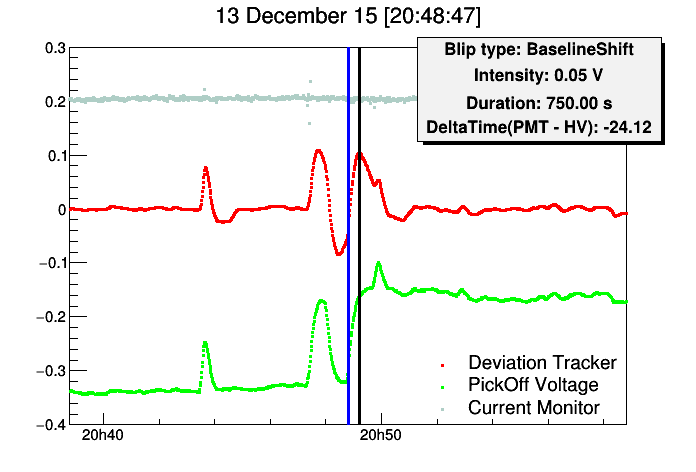 13 December 15 [20:48:47]
Blip type: BaselineShift
Intensity: 0.05 V
Duration: 750.00 s
DeltaTime(PMT - HV): -24.12
0.3
0.2
0.1
0
−0.1
−0.2
−0.3
−0.4
Deviation Tracker
PickOff Voltage
Current Monitor
20h40 20h50